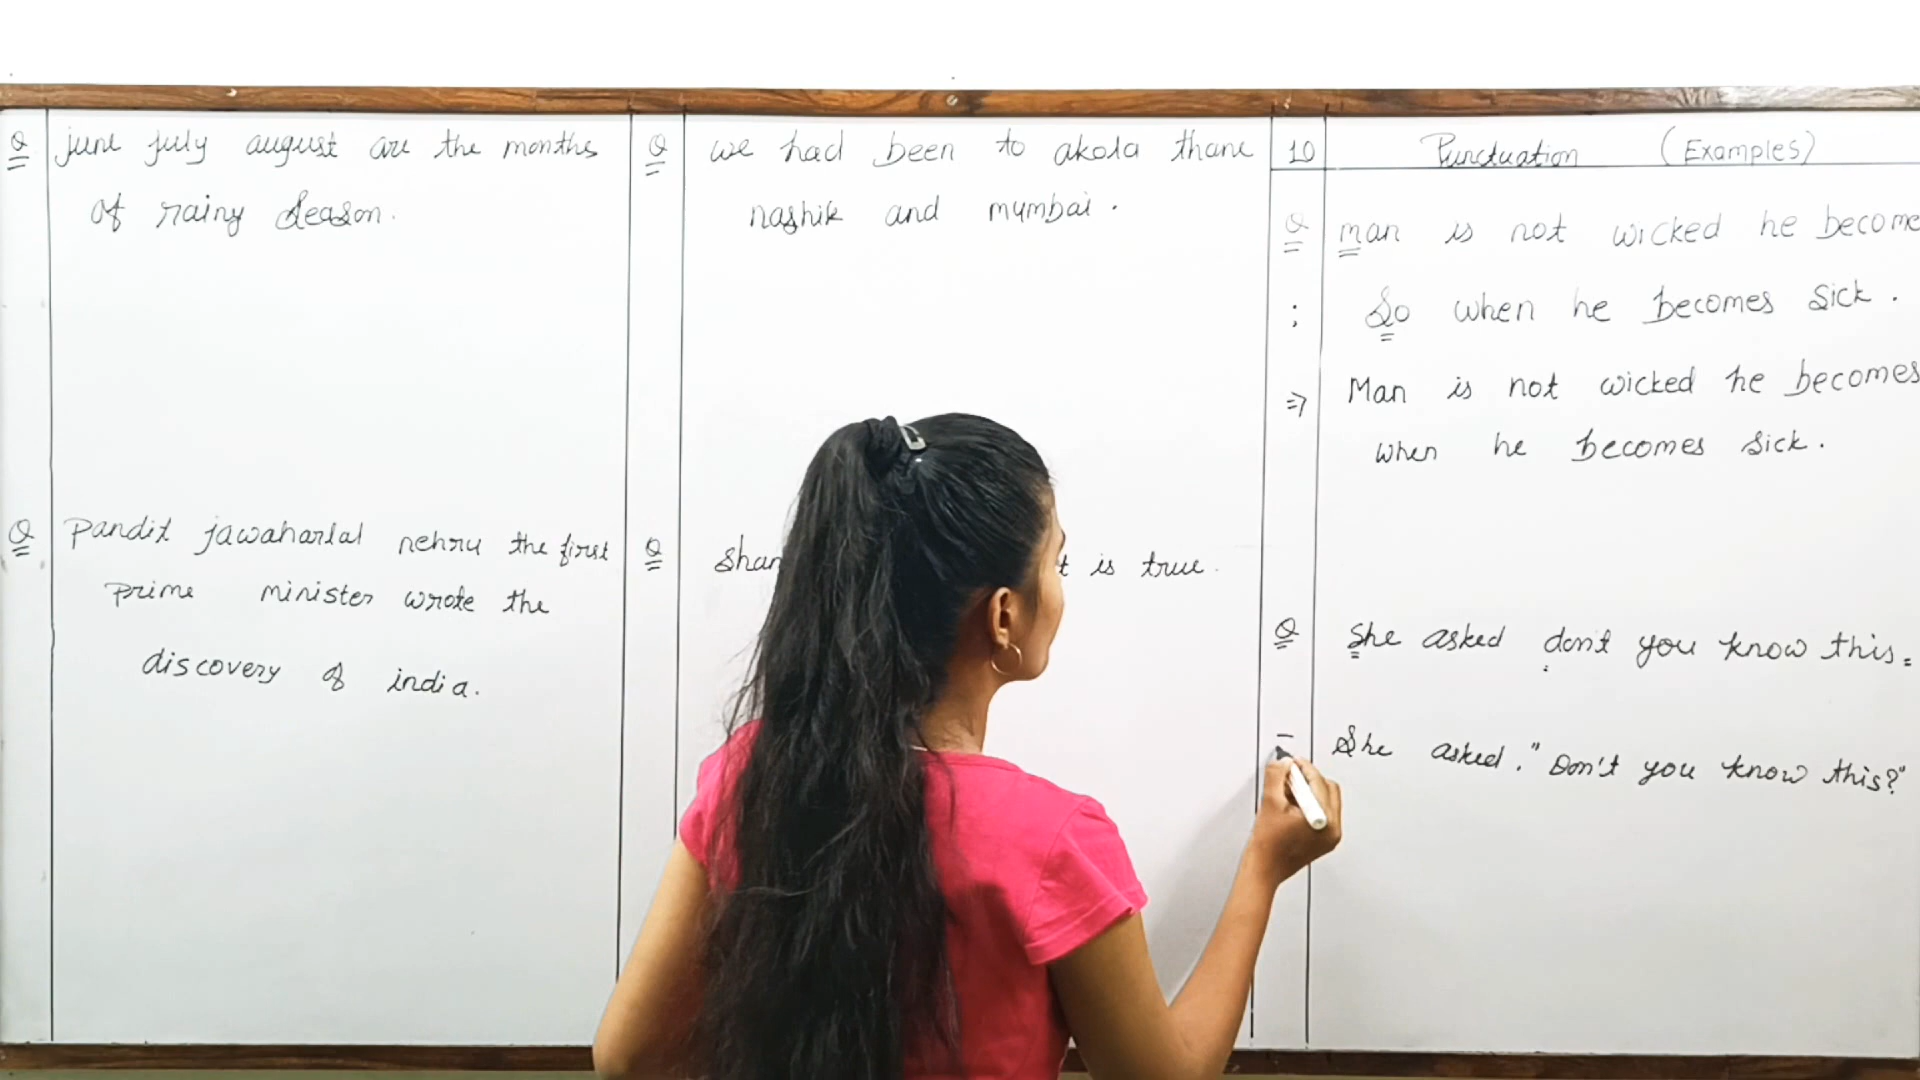 Q june july august are the months
of rainy season.
Q pandit jawaharlal nehru the first
prime minister wrote the
discovery of india.
Q we had been to akola thane
nashik and mumbai.
Q is true.
10 Punctuation (Examples)
Q man is not wicked he become
: So when he becomes sick.
⇒ Man is not wicked he becomes
when he becomes sick.
Q She asked don't you know this.
She asked. "Don't you know this?"